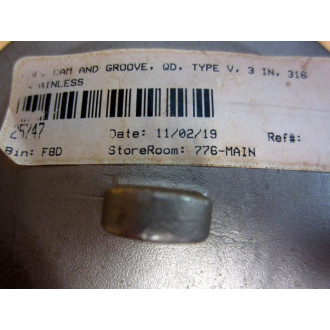 CAM AND GROOVE, QD, TYPE V, 3 IN, 316
AINLESS
25747 Date: 11/02/19 Ref#:
Bin: F8D StoreRoom: 776-MAIN